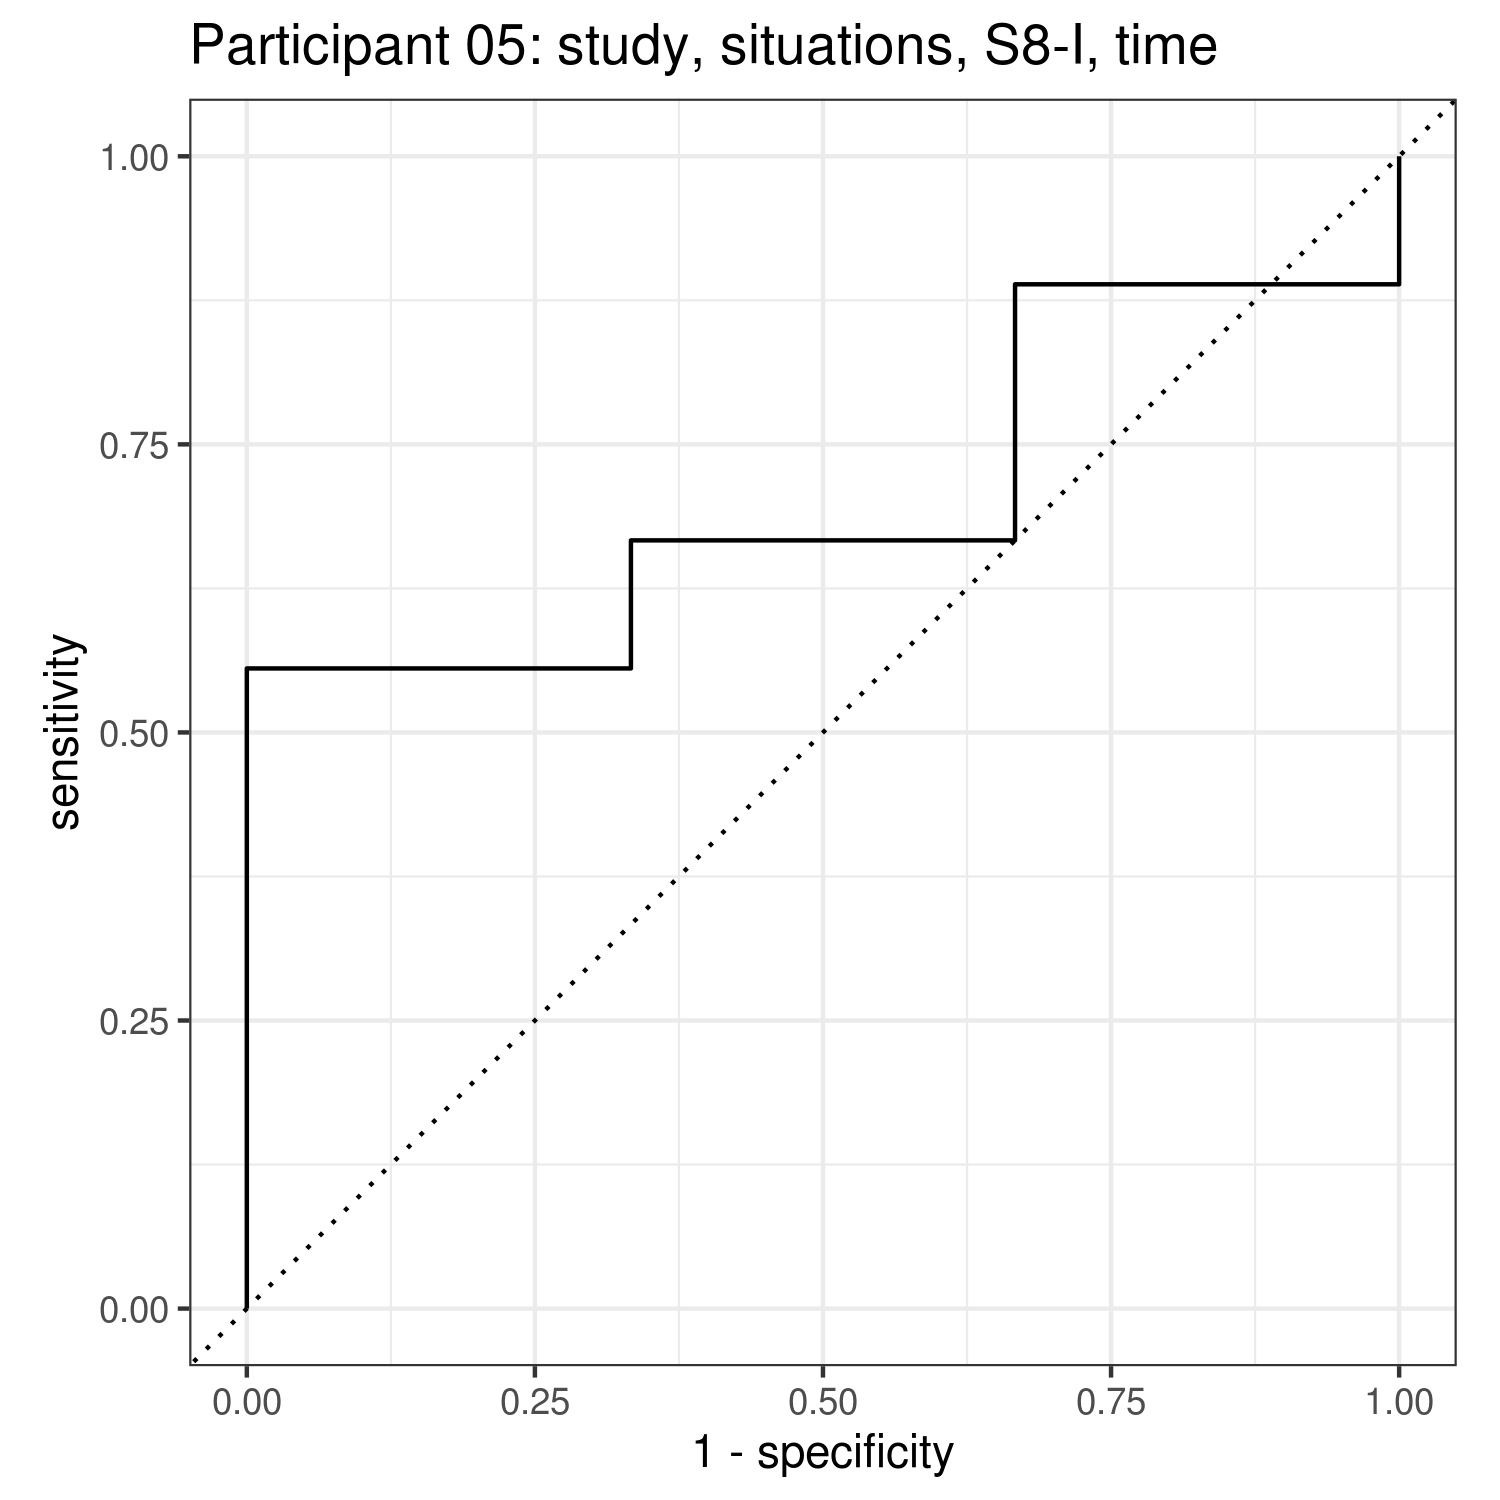 Participant 05: study, situations, S8-I, time
1.00
0.75
0.50
0.25
0.00
sensitivity
0.00 0.25 0.50 0.75 1.00
1 - specificity